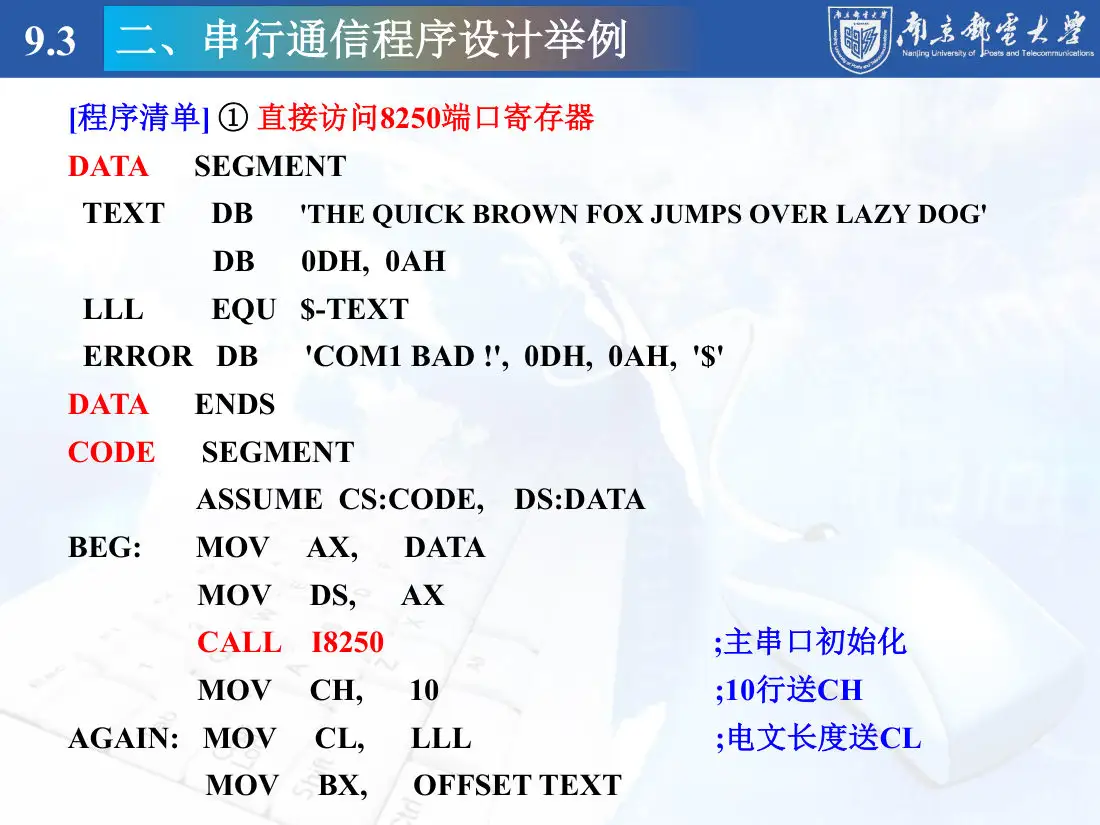 9.3 二、串行通信程序设计举例
南京邮电大学
Nanjing University of Posts and Telecommunications
[程序清单] ① 直接访问8250端口寄存器
DATA SEGMENT
TEXT DB 'THE QUICK BROWN FOX JUMPS OVER LAZY DOG'
DB 0DH, 0AH
LLL EQU $-TEXT
ERROR DB 'COM1 BAD !', 0DH, 0AH, '$'
DATA ENDS
CODE SEGMENT
ASSUME CS:CODE, DS:DATA
BEG: MOV AX, DATA
MOV DS, AX
CALL I8250 ;主串口初始化
MOV CH, 10 ;10行送CH
AGAIN: MOV CL, LLL ;电文长度送CL
MOV BX, OFFSET TEXT